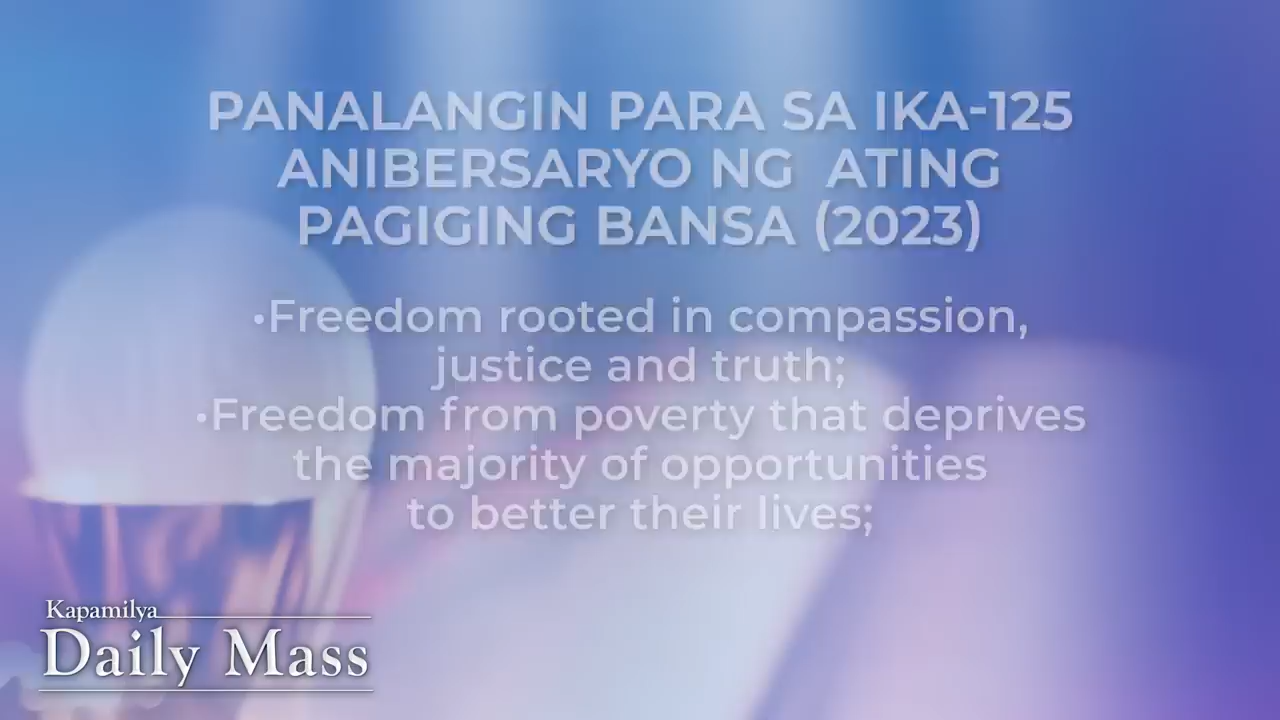 PANALANGIN PARA SA IKA-125
ANIBERSARYO NG ATING
PAGIGING BANSA (2023)
•Freedom rooted in compassion,
justice and truth;
•Freedom from poverty that deprives
the majority of opportunities
to better their lives;
Kapamilya
Daily Mass